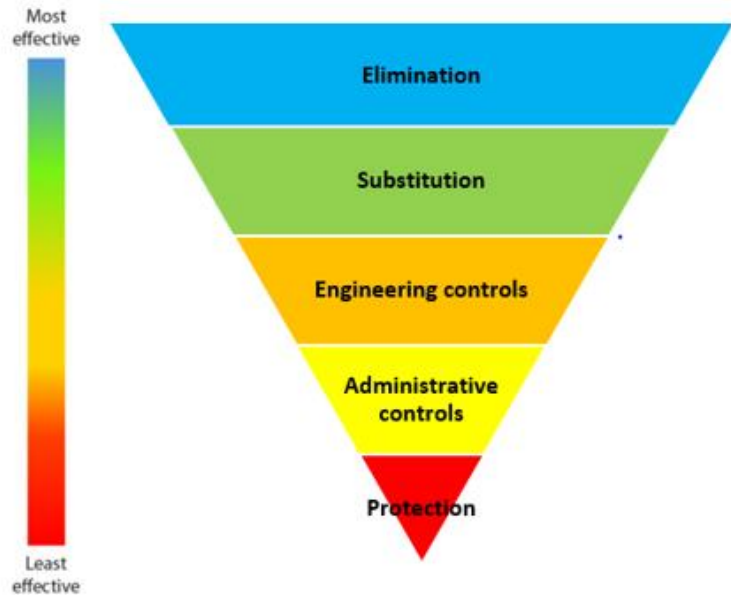 Most
effective
Elimination
Substitution
Engineering controls
Administrative
controls
Protection
Least
effective